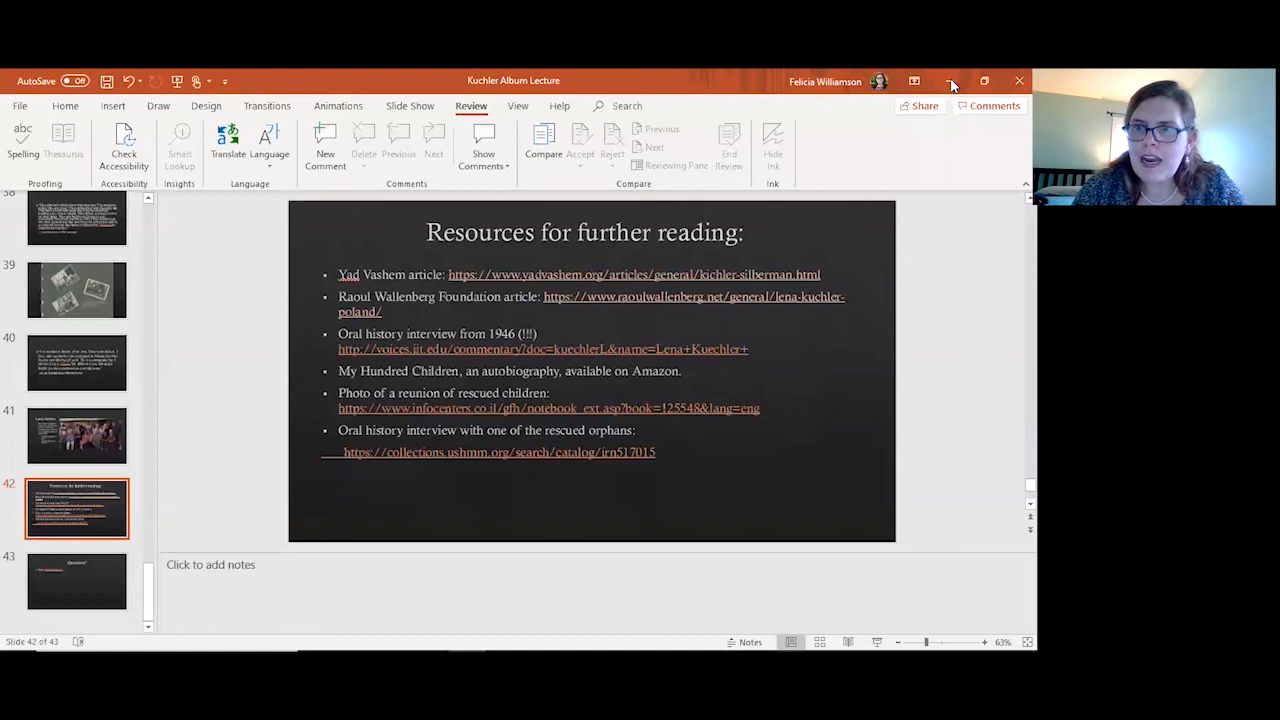 AutoSave Off
Kuchler Album Lecture
Felicia Williamson
File Home Insert Draw Design Transitions Animations Slide Show Review View Help Search
Share Comments
abc
Spelling
Thesaurus
Proofing
Check
Accessibility
Accessibility
Smart
Lookup
Insights
Translate
Language
Language
New
Comment
Delete
Previous
Next
Show
Comments
Comments
Compare
Accept
Reject
Previous
Next
Reviewing Pane
End
Review
Compare
Hide
Ink
Ink
38
39
40
41
42
43
Resources for further reading:
▪ Yad Vashem article: https://www.yadvashem.org/articles/general/kichler-silberman.html
▪ Raoul Wallenberg Foundation article: https://www.raoulwallenberg.net/general/lena-kuchler-
poland/
▪ Oral history interview from 1946 (!!!)
http://voices.iit.edu/commentary?doc=kuechlerL&name=Lena+Kuechler+
▪ My Hundred Children, an autobiography, available on Amazon.
▪ Photo of a reunion of rescued children:
https://www.infocenters.co.il/gfh/notebook_ext.asp?book=125548&lang=eng
▪ Oral history interview with one of the rescued orphans:
https://collections.ushmm.org/search/catalog/irn517015
Click to add notes
Slide 42 of 43
Notes
63%